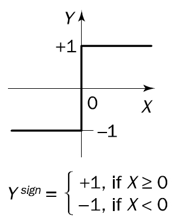 Y
+1
0
X
−1
Y sign = { +1, if X ≥ 0
−1, if X < 0